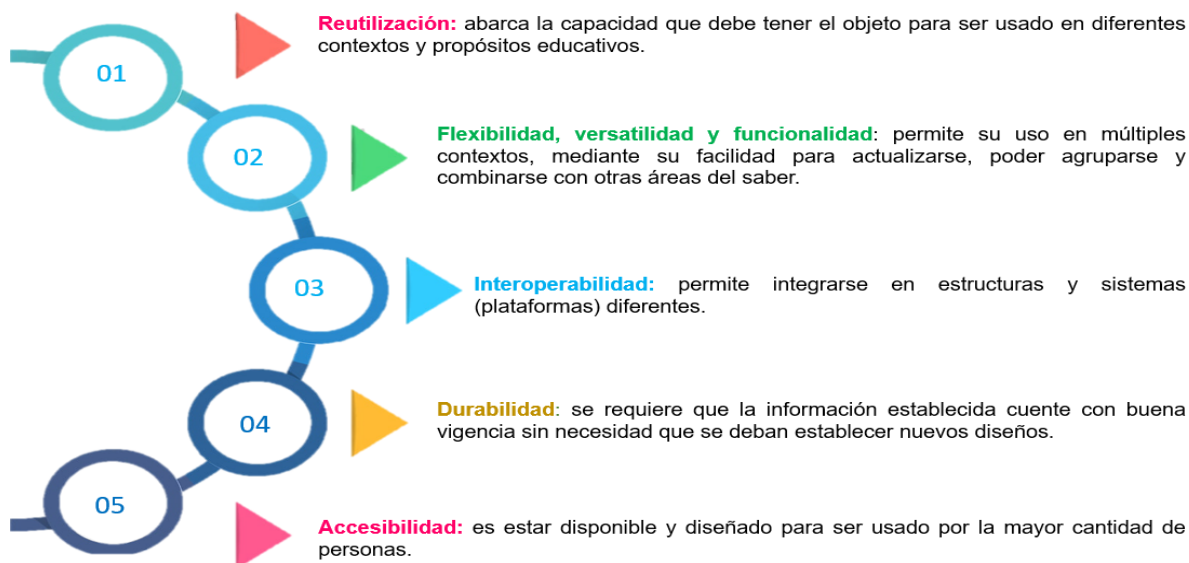 01
Reutilización: abarca la capacidad que debe tener el objeto para ser usado en diferentes
contextos y propósitos educativos.
02
Flexibilidad, versatilidad y funcionalidad: permite su uso en múltiples
contextos, mediante su facilidad para actualizarse, poder agruparse y
combinarse con otras áreas del saber.
03
Interoperabilidad: permite integrarse en estructuras y sistemas
(plataformas) diferentes.
04
Durabilidad: se requiere que la información establecida cuente con buena
vigencia sin necesidad que se deban establecer nuevos diseños.
05
Accesibilidad: es estar disponible y diseñado para ser usado por la mayor cantidad de
personas.